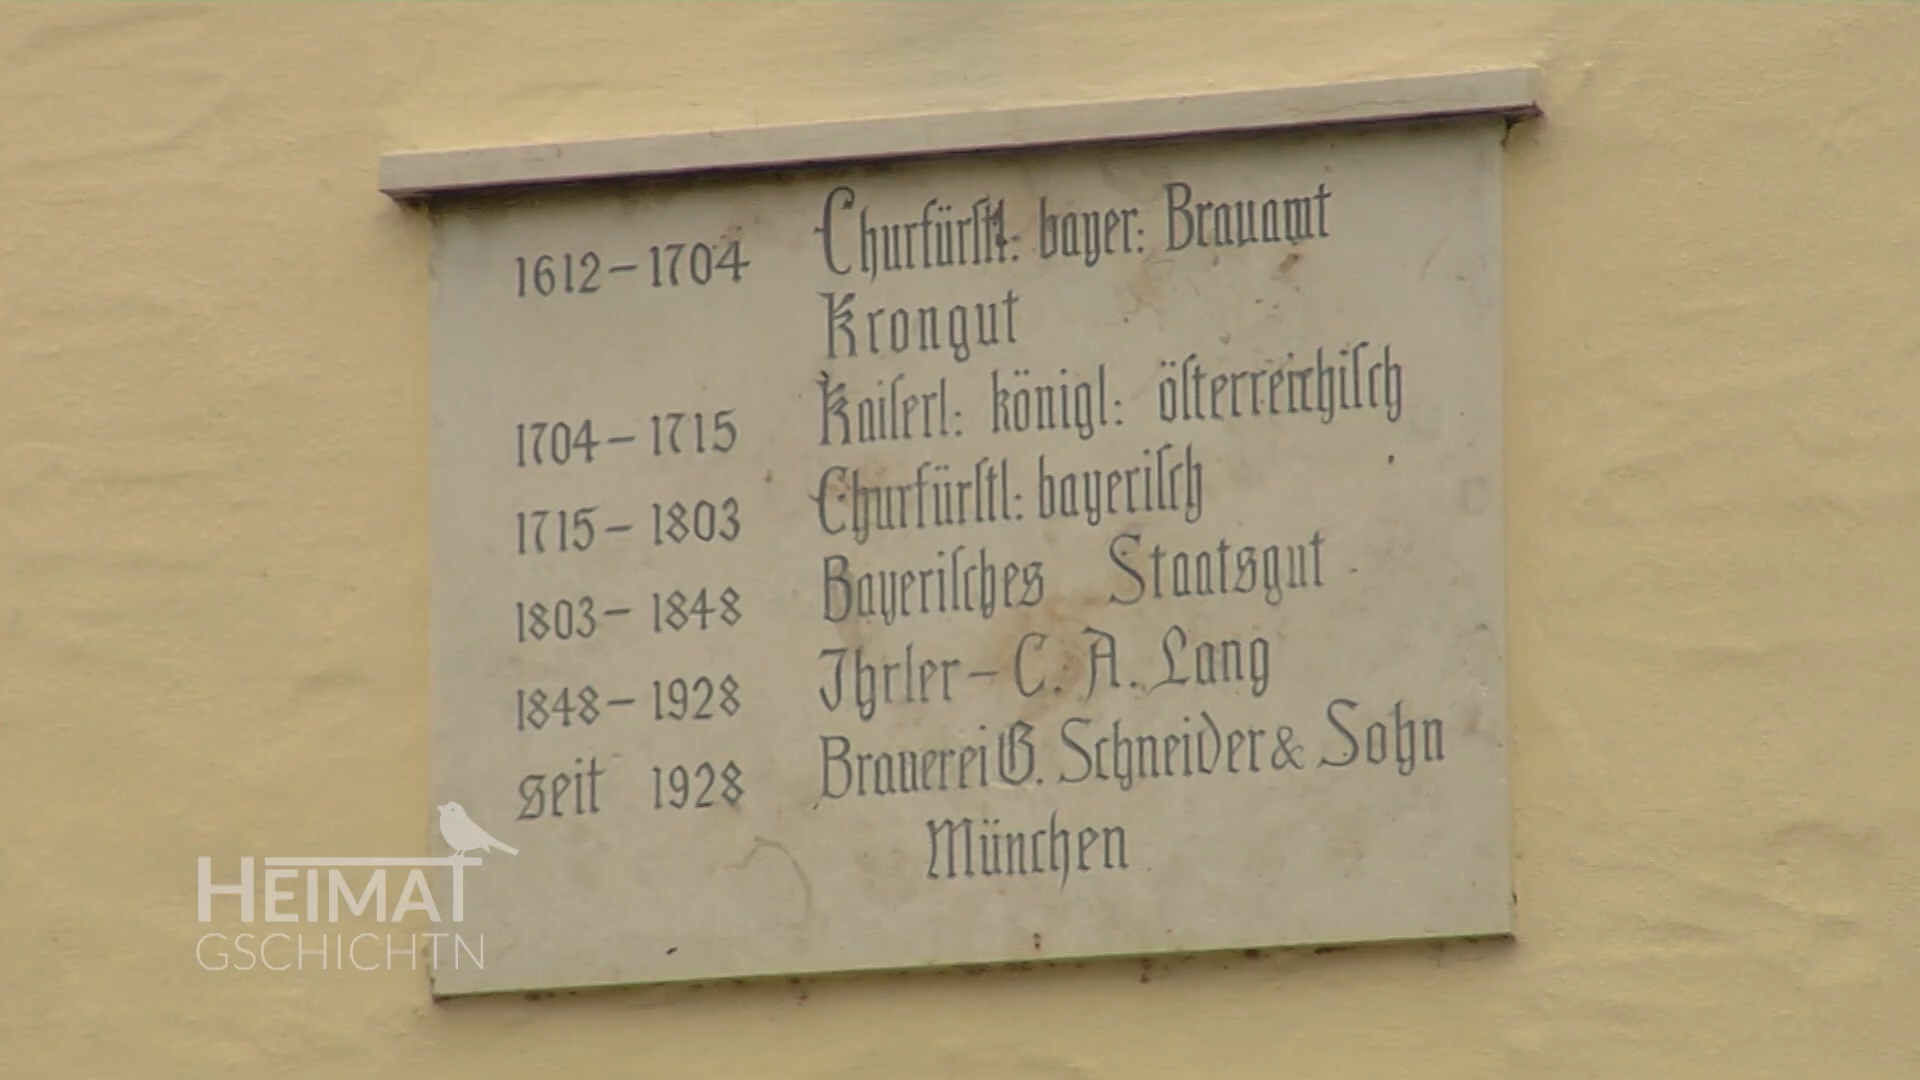 1612 – 1704 Churfürstl: bayer: Brauamt
Krongut
1704 – 1715 Kaiserl: königl: österreichisch
1715 – 1803 Churfürstl: bayerisch
1803 – 1848 Bayerisches Staatsgut
1848 – 1928 Ihrler – C. A. Lang
seit 1928 Brauerei G. Schneider & Sohn
München
HEIMAT
GSCHICHTN